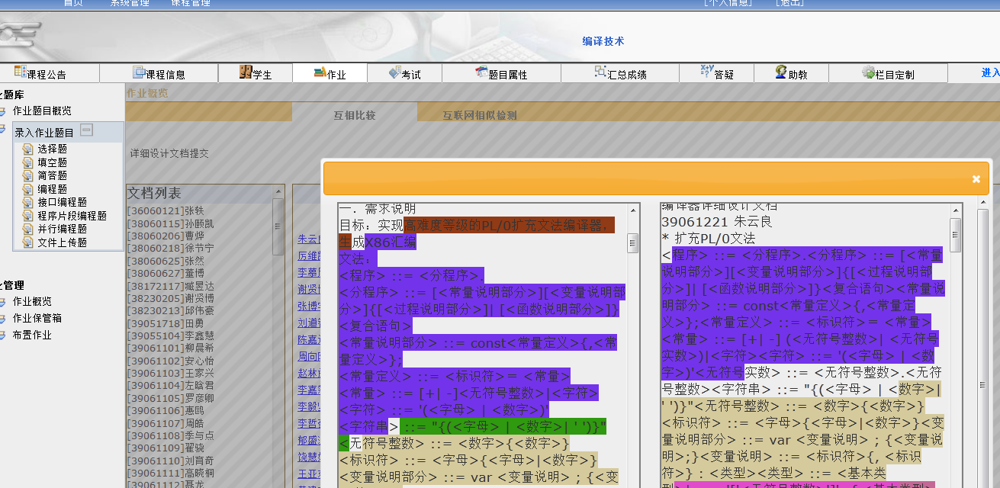 首页 系统管理 课程管理 [个人信息] [退出]
编译技术
课程公告 课程信息 学生 作业 考试 题目属性 汇总成绩 答疑 助教 栏目定制 进入
业题库
作业题目概览
录入作业题目
选择题
填空题
简答题
编程题
接口编程题
程序片段编程题
并行编程题
文件上传题
业管理
作业概览
作业保管箱
布置作业
作业概览
互相比较 互联网相似检测
详细设计文档提交
文档列表
[36060121]张轶
[38060115]孙颐凯
[38060206]曹烨
[38060218]徐节宁
[38060625]张然
[38060627]董博
[38172117]臧昱达
[38230205]谢贤博
[38230213]邱伟豪
[39051718]田勇
[39055104]李鑫慧
[39061101]柳晨希
[39061102]安心怡
[39061103]王家兴
[39061104]左晗君
[39061105]罗彦卿
[39061106]惠鸥
[39061107]周皓
[39061108]季与点
[39061109]翟骁
[39061110]刘育奇
[39061111]高晓桐
[39061112]聂龙
朱云
厉维
李慕
谢贤
张博
刘道
陈嘉
周向
赵林
李嘉
李毅
李哲
郁盛
饶慧
王亚
一．需求说明
目标：实现高难度等级的PL/0扩充文法编译器，
生成X86汇编
文法：
<程序> ::= <分程序>.
<分程序> ::= [<常量说明部分>][<变量说明部
分>]{[<过程说明部分>]| [<函数说明部分>]}
<复合语句>
<常量说明部分> ::= const<常量定义>{,<常
量定义>};
<常量定义> ::= <标识符>＝ <常量>
<常量> ::= [+| -]<无符号整数>|<字符>
<字符> ::= '(<字母> | <数字>)'
<字符串> ::= "{(<字母> | <数字>| ' ')}"
<无符号整数> ::= <数字>{<数字>}
<标识符> ::= <字母>{<字母>|<数字>}
<变量说明部分> ::= var <变量说明> ; {<变
编译器详细设计文档
39061221 朱云良
* 扩充PL/0文法
<程序> ::= <分程序>.<分程序> ::= [<常量
说明部分>][<变量说明部分>]{[<过程说明部
分>]| [<函数说明部分>]}<复合语句><常量说
明部分> ::= const<常量定义>{,<常量定
义>};<常量定义> ::= <标识符>＝ <常量>
<常量> ::= [+| -] (<无符号整数>| <无符号
实数>)|<字符><字符> ::= '(<字母> | <数
字>)'<无符号实数> ::= <无符号整数>.<无符
号整数><字符串> ::= "{(<字母> | <数字>|
' ')}"<无符号整数> ::= <数字>{<数字>}
<标识符> ::= <字母>{<字母>|<数字>}<变
量说明部分> ::= var <变量说明> ; {<变量说
明>;}<变量说明> ::= <标识符>{, <标识
符>} : <类型><类型> ::= <基本类